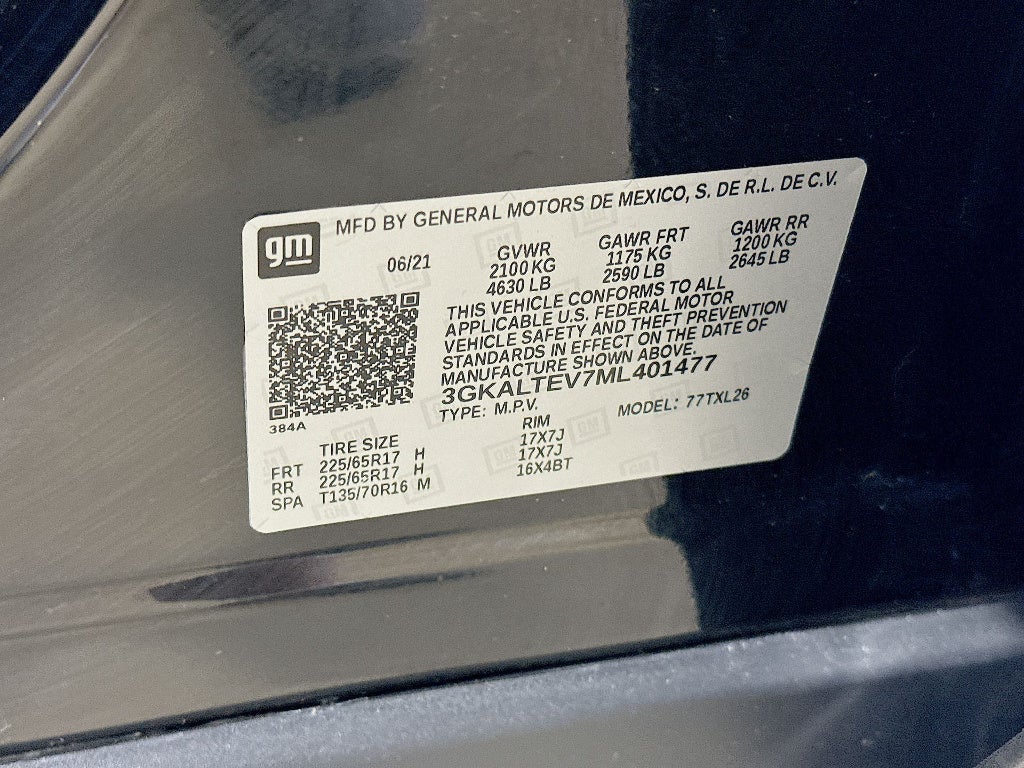 gm
MFD BY GENERAL MOTORS DE MEXICO, S. DE R.L. DE C.V.
06/21
GVWR
2100 KG
4630 LB
GAWR FRT
1175 KG
2590 LB
GAWR RR
1200 KG
2645 LB
THIS VEHICLE CONFORMS TO ALL
APPLICABLE U.S. FEDERAL MOTOR
VEHICLE SAFETY AND THEFT PREVENTION
STANDARDS IN EFFECT ON THE DATE OF
MANUFACTURE SHOWN ABOVE.
3GKALTEV7ML401477
TYPE: M.P.V. MODEL: 77TXL26
384A
TIRE SIZE RIM
FRT 225/65R17 H 17X7J
RR 225/65R17 H 17X7J
SPA T135/70R16 M 16X4BT